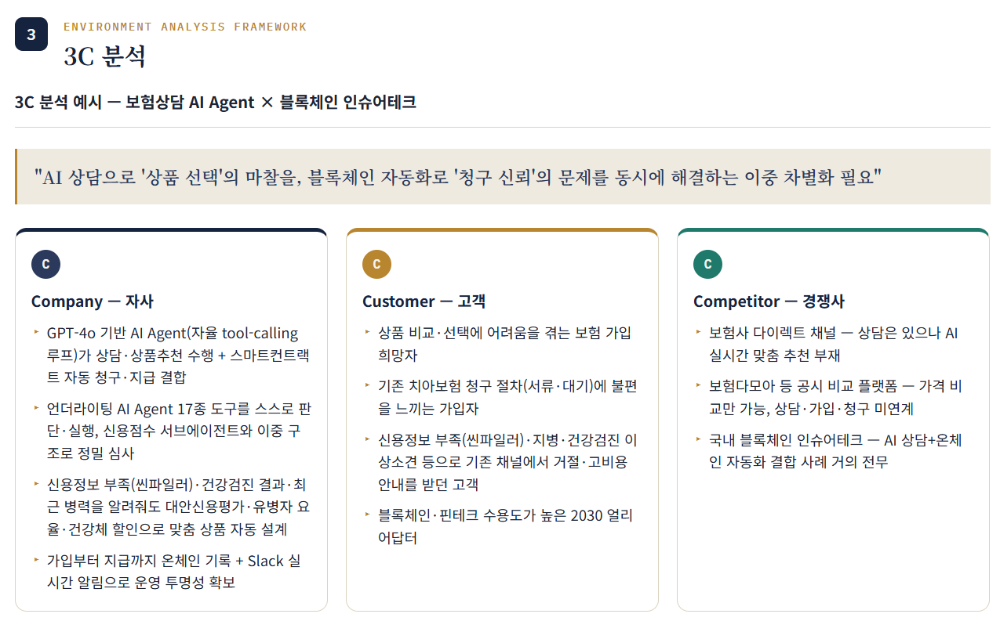 3
ENVIRONMENT ANALYSIS FRAMEWORK
3C 분석
3C 분석 예시 — 보험상담 AI Agent × 블록체인 인슈어테크
"AI 상담으로 '상품 선택'의 마찰을, 블록체인 자동화로 '청구 신뢰'의 문제를 동시에 해결하는 이중 차별화 필요"
C
Company — 자사
▸ GPT-4o 기반 AI Agent(자율 tool-calling
루프)가 상담·상품추천 수행 + 스마트컨트랙
트 자동 청구·지급 결합
▸ 언더라이팅 AI Agent 17종 도구를 스스로 판
단·실행, 신용점수 서브에이전트와 이중 구
조로 정밀 심사
▸ 신용정보 부족(씬파일러)·건강검진 결과·최
근 병력을 알려줘도 대안신용평가·유병자 요
율·건강체 할인으로 맞춤 상품 자동 설계
▸ 가입부터 지급까지 온체인 기록 + Slack 실
시간 알림으로 운영 투명성 확보
C
Customer — 고객
▸ 상품 비교·선택에 어려움을 겪는 보험 가입
희망자
▸ 기존 치아보험 청구 절차(서류·대기)에 불편
을 느끼는 가입자
▸ 신용정보 부족(씬파일러)·지병·건강검진 이
상소견 등으로 기존 채널에서 거절·고비용
안내를 받던 고객
▸ 블록체인·핀테크 수용도가 높은 2030 얼리
어답터
C
Competitor — 경쟁사
▸ 보험사 다이렉트 채널 — 상담은 있으나 AI
실시간 맞춤 추천 부재
▸ 보험다모아 등 공시 비교 플랫폼 — 가격 비
교만 가능, 상담·가입·청구 미연계
▸ 국내 블록체인 인슈어테크 — AI 상담+온체
인 자동화 결합 사례 거의 전무